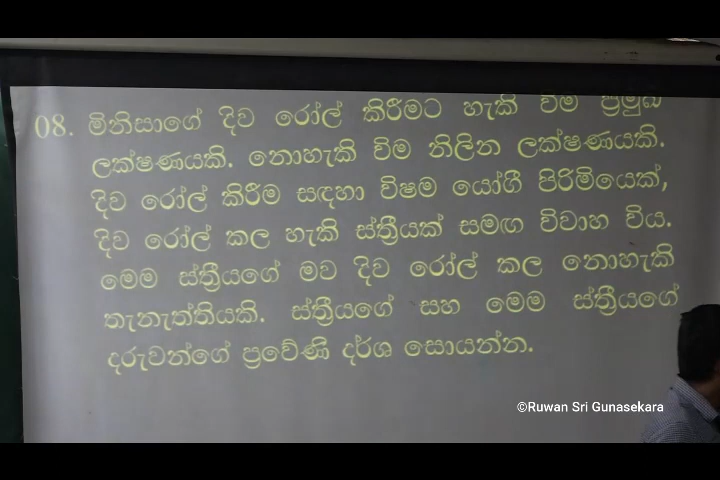 08. මිනිසාගේ දිව රෝල් කිරීමට හැකි වීම ප්‍රමුඛ
ලක්ෂණයකි. නොහැකි වීම නිලීන ලක්ෂණයකි.
දිව රෝල් කිරීම සඳහා විෂම යෝගී පිරිමියෙක්,
දිව රෝල් කල හැකි ස්ත්‍රීයක් සමඟ විවාහ විය.
මෙම ස්ත්‍රීයගේ මව දිව රෝල් කල නොහැකි
තැනැත්තියකි. ස්ත්‍රීයගේ සහ මෙම ස්ත්‍රීයගේ
දරුවන්ගේ ප්‍රවේණි දර්ශ සොයන්න.
©Ruwan Sri Gunasekara